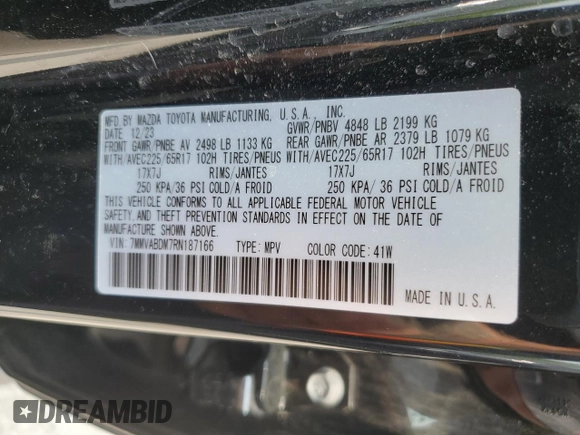 MFD. BY MAZDA TOYOTA MANUFACTURING, U.S.A., INC.
DATE 12/23 GVWR/PNBV 4848 LB 2199 KG
FRONT GAWR/PNBE AV 2498 LB 1133 KG REAR GAWR/PNBE AR 2379 LB 1079 KG
WITH/AVEC225/65R17 102H TIRES/PNEUS WITH/AVEC225/65R17 102H TIRES/PNEUS
17X7J RIMS/JANTES 17X7J RIMS/JANTES
250 KPA/36 PSI COLD/A FROID 250 KPA/ 36 PSI COLD/A FROID
THIS VEHICLE CONFORMS TO ALL APPLICABLE FEDERAL MOTOR VEHICLE
SAFETY AND THEFT PREVENTION STANDARDS IN EFFECT ON THE DATE OF
MANUFACTURE SHOWN ABOVE.
VIN: 7MMVABDM7RN187166 TYPE: MPV COLOR CODE: 41W
MADE IN U.S.A.
DREAMBID